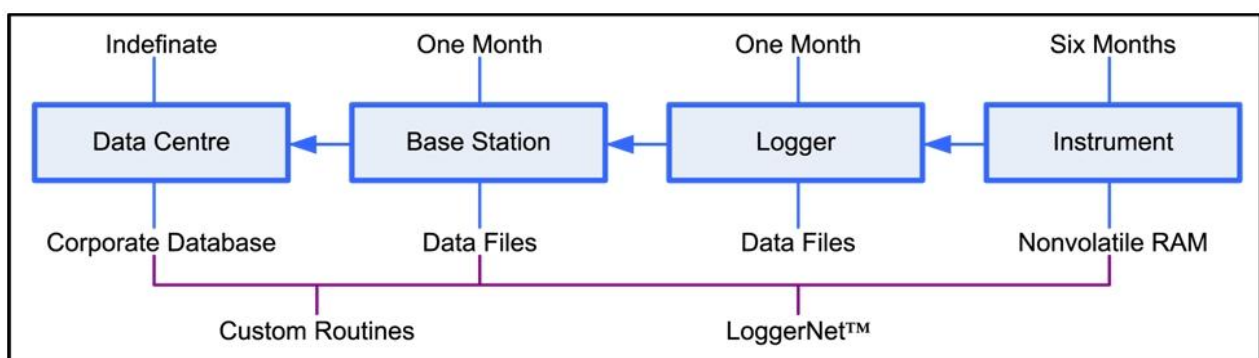 Indefinate One Month One Month Six Months
Data Centre Base Station Logger Instrument
Corporate Database Data Files Data Files Nonvolatile RAM
Custom Routines LoggerNet™